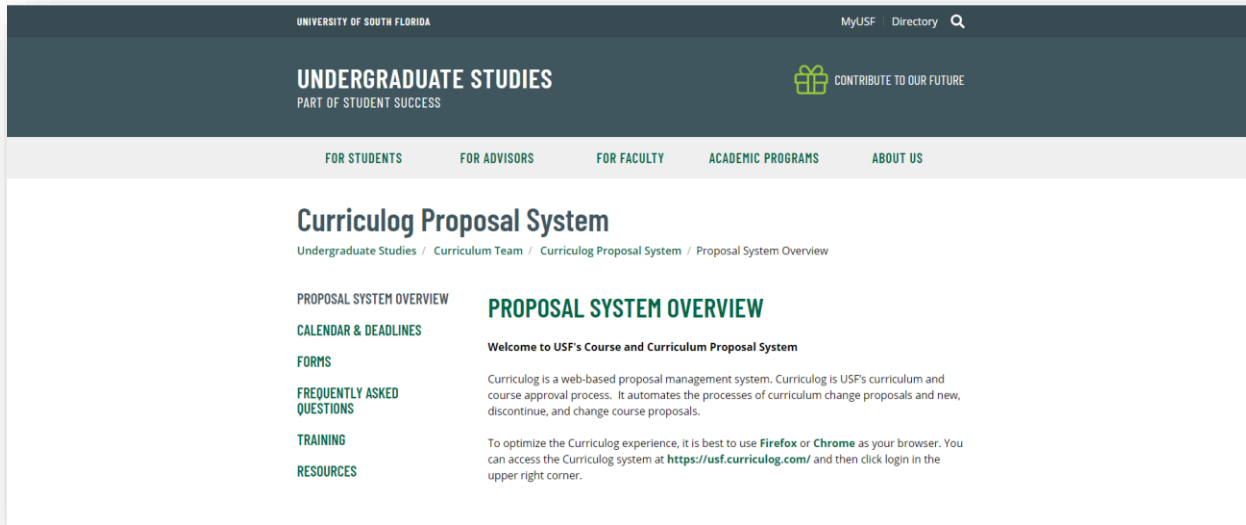 UNIVERSITY OF SOUTH FLORIDA
MyUSF Directory
UNDERGRADUATE STUDIES
PART OF STUDENT SUCCESS
CONTRIBUTE TO OUR FUTURE
FOR STUDENTS FOR ADVISORS FOR FACULTY ACADEMIC PROGRAMS ABOUT US
Curriculog Proposal System
Undergraduate Studies / Curriculum Team / Curriculog Proposal System / Proposal System Overview
PROPOSAL SYSTEM OVERVIEW
CALENDAR & DEADLINES
FORMS
FREQUENTLY ASKED
QUESTIONS
TRAINING
RESOURCES
PROPOSAL SYSTEM OVERVIEW
Welcome to USF's Course and Curriculum Proposal System
Curriculog is a web-based proposal management system. Curriculog is USF's curriculum and
course approval process. It automates the processes of curriculum change proposals and new,
discontinue, and change course proposals.
To optimize the Curriculog experience, it is best to use Firefox or Chrome as your browser. You
can access the Curriculog system at https://usf.curriculog.com/ and then click login in the
upper right corner.